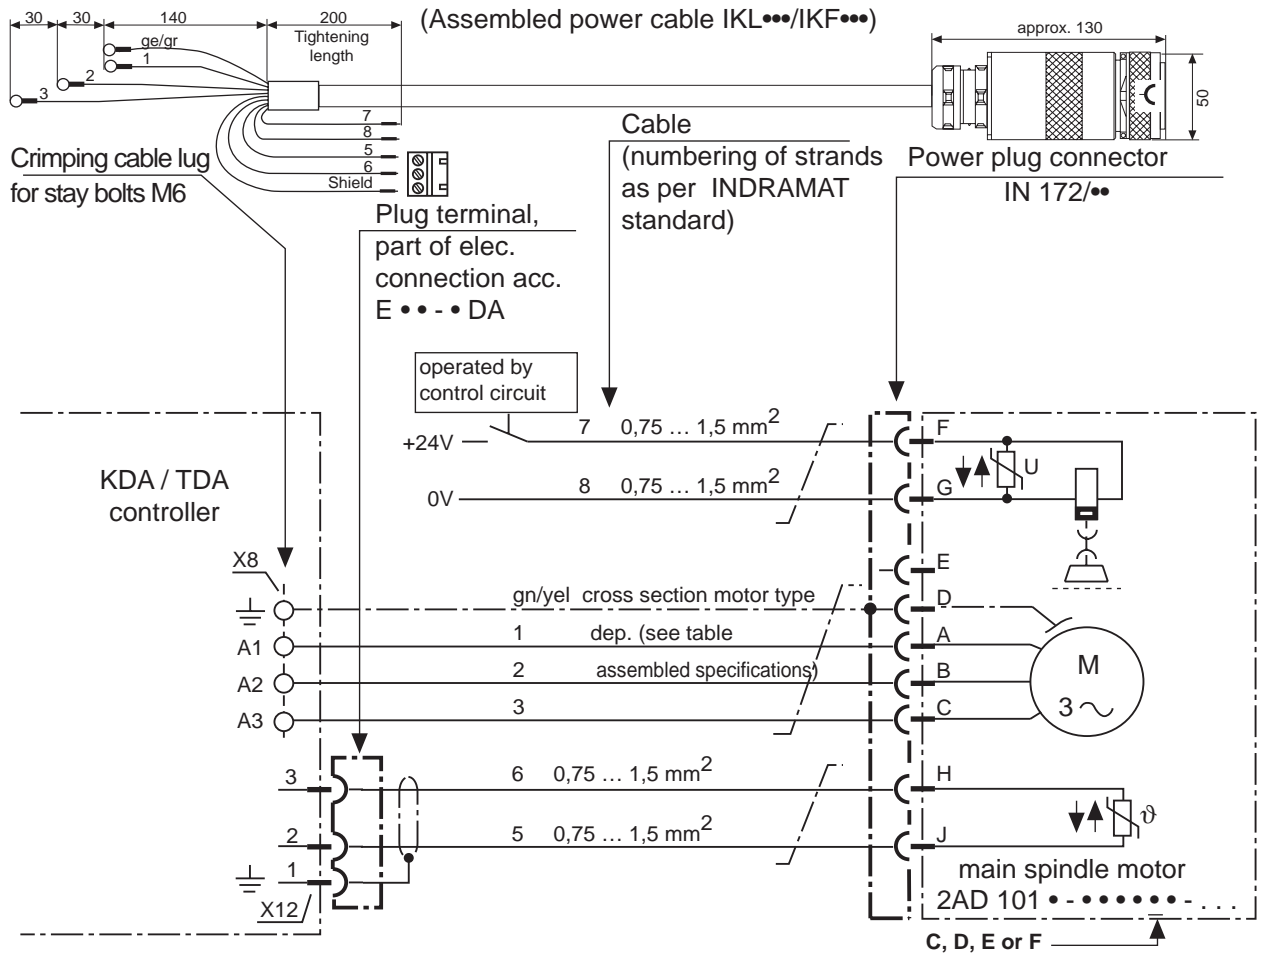 (Assembled power cable IKL•••/IKF•••)
30
30
140
200
Tightening
length
approx. 130
50
ge/gr
1
2
3
7
8
5
6
Shield
Crimping cable lug
for stay bolts M6
Plug terminal,
part of elec.
connection acc.
E • • - • DA
Cable
(numbering of strands
as per INDRAMAT
standard)
Power plug connector
IN 172/••
operated by
control circuit
+24V
7 0,75 ... 1,5 mm²
F
U
0V
8 0,75 ... 1,5 mm²
G
KDA / TDA
controller
E
X8
gn/yel cross section motor type
D
A1
1 dep. (see table
A
A2
2 assembled specifications)
B
A3
3
C
M
3 ~
3
6 0,75 ... 1,5 mm²
H
ϑ
2
5 0,75 ... 1,5 mm²
J
1
X12
main spindle motor
2AD 101 • - • • • • • • - . . .
C, D, E or F